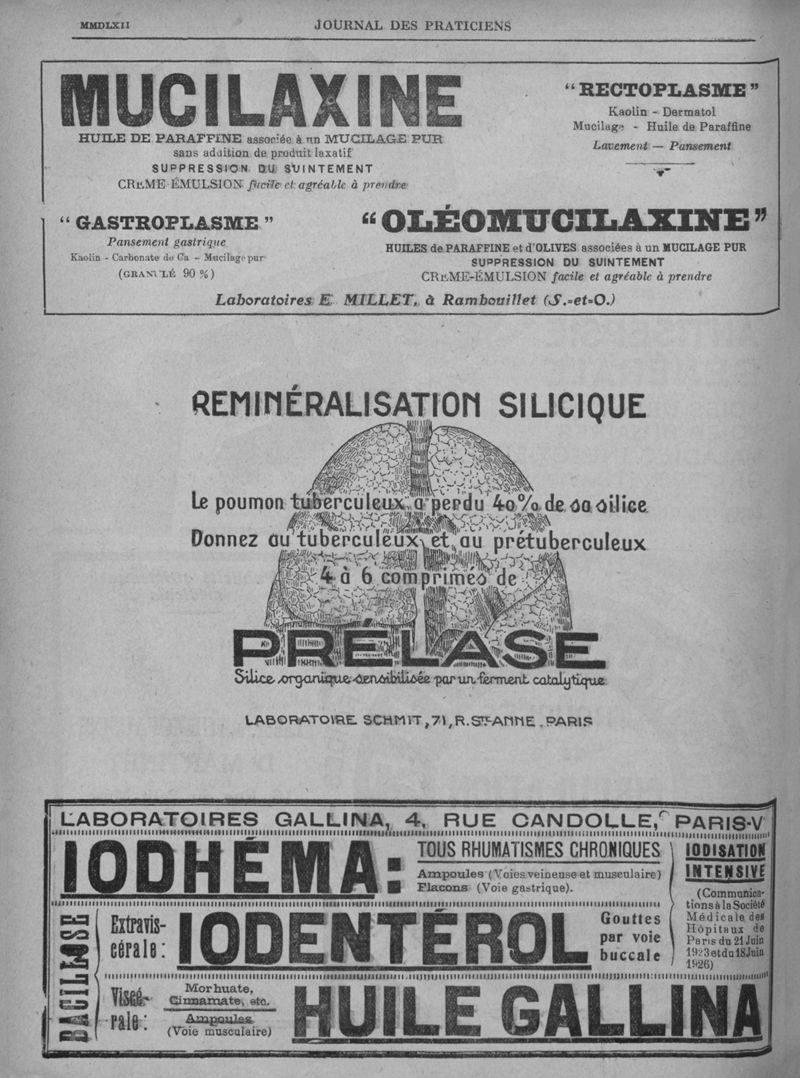 MMDLXII
JOURNAL DES PRATICIENS
MUCILAXINE
HUILE DE PARAFFINE associée à un MUCILAGE PUR
sans addition de produit laxatif
SUPPRESSION DU SUINTEMENT
CRÈME-ÉMULSION facile et agréable à prendre
“RECTOPLASME”
Kaolin - Dermatol
Mucilage - Huile de Paraffine
Lavement — Pansement
“GASTROPLASME”
Pansement gastrique
Kaolin - Carbonate de Ca - Mucilage pur
(GRANULÉ 90 %)
“OLÉOMUCILAXINE”
HUILES de PARAFFINE et d'OLIVES associées à un MUCILAGE PUR
SUPPRESSION DU SUINTEMENT
CRÈME-ÉMULSION facile et agréable à prendre
Laboratoires E. MILLET, à Rambouillet (S.=et=O.)
REMINÉRALISATION SILICIQUE
Le poumon tuberculeux a perdu 40% de sa silice
Donnez au tuberculeux et au prétuberculeux
4 à 6 comprimés de
PRÉLASE
Silice organique sensibilisée par un ferment catalytique
LABORATOIRE SCHMIT, 71, R. STE-ANNE. PARIS
LABORATOIRES GALLINA, 4, RUE CANDOLLE, PARIS-V
IODHÉMA:
TOUS RHUMATISMES CHRONIQUES
Ampoules (Voies veineuse et musculaire)
Flacons (Voie gastrique).
IODISATION
INTENSIVE
(Communica-
tions à la Société
Médicale des
Hôpitaux de
Paris du 21 Juin
1923 et du 18 Juin
1926)
BACILLOSE
Extravis-
cérale:
IODENTÉROL
Gouttes
par voie
buccale
Viscé-
rale:
Morhuate,
Cinnamate, etc.
Ampoules
(Voie musculaire)
HUILE GALLINA